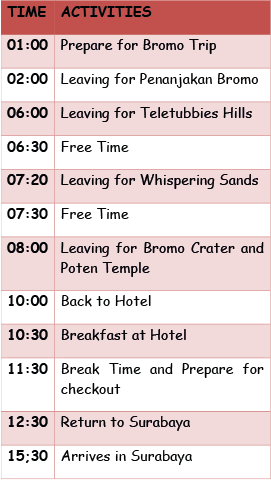 TIME ACTIVITIES
01:00 Prepare for Bromo Trip
02:00 Leaving for Penanjakan Bromo
06:00 Leaving for Teletubbies Hills
06:30 Free Time
07:20 Leaving for Whispering Sands
07:30 Free Time
08:00 Leaving for Bromo Crater and
Poten Temple
10:00 Back to Hotel
10:30 Breakfast at Hotel
11:30 Break Time and Prepare for
checkout
12:30 Return to Surabaya
15;30 Arrives in Surabaya